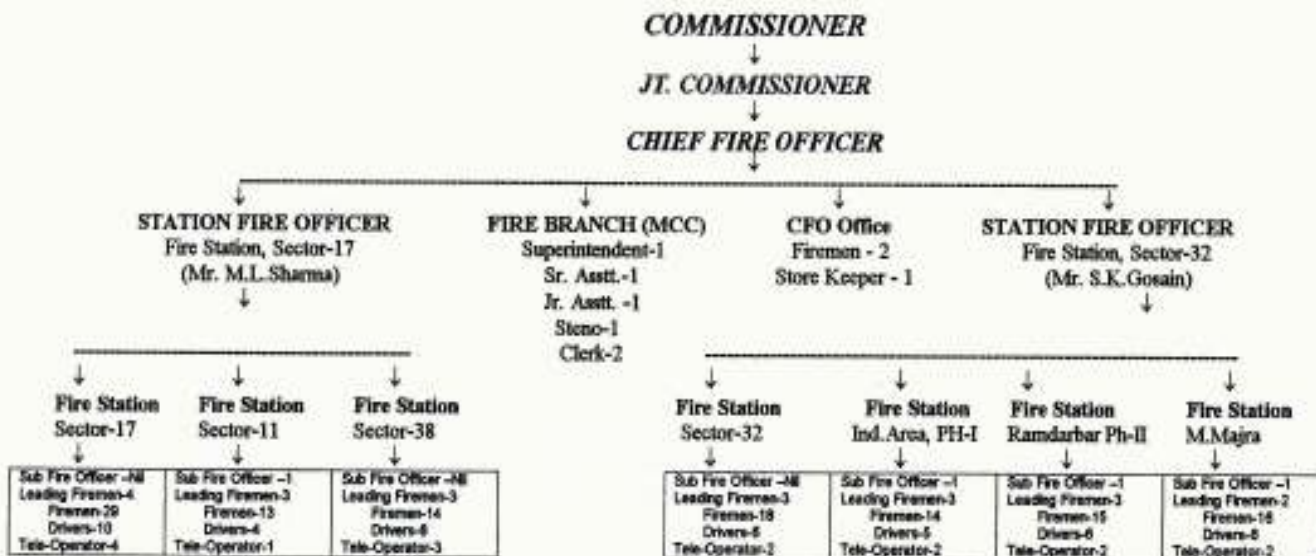 COMMISSIONER
JT. COMMISSIONER
CHIEF FIRE OFFICER
STATION FIRE OFFICER
Fire Station, Sector-17
(Mr. M.L.Sharma)
FIRE BRANCH (MCC)
Superintendent-1
Sr. Asstt.-1
Jr. Asstt. -1
Steno-1
Clerk-2
CFO Office
Firemen - 2
Store Keeper - 1
STATION FIRE OFFICER
Fire Station, Sector-32
(Mr. S.K.Gosain)
Fire Station
Sector-17
Sub Fire Officer –Nil
Leading Firemen-4
Firemen-29
Drivers-10
Tele-Operator-4
Fire Station
Sector-11
Sub Fire Officer –1
Leading Firemen-3
Firemen-13
Drivers-4
Tele-Operator-1
Fire Station
Sector-38
Sub Fire Officer –Nil
Leading Firemen-3
Firemen-14
Tele-Operator-3
Fire Station
Sector-32
Sub Fire Officer –Nil
Leading Firemen-3
Firemen-18
Tele-Operator-2
Fire Station
Ind.Area, PH-I
Sub Fire Officer –1
Leading Firemen-3
Firemen-14
Drivers-5
Tele-Operator-2
Fire Station
Ramdarbar Ph-II
Sub Fire Officer –1
Leading Firemen-3
Firemen-15
Tele-Operator-2
Fire Station
M.Majra
Sub Fire Officer –1
Leading Firemen-2
Firemen-16
Tele-Operator-2